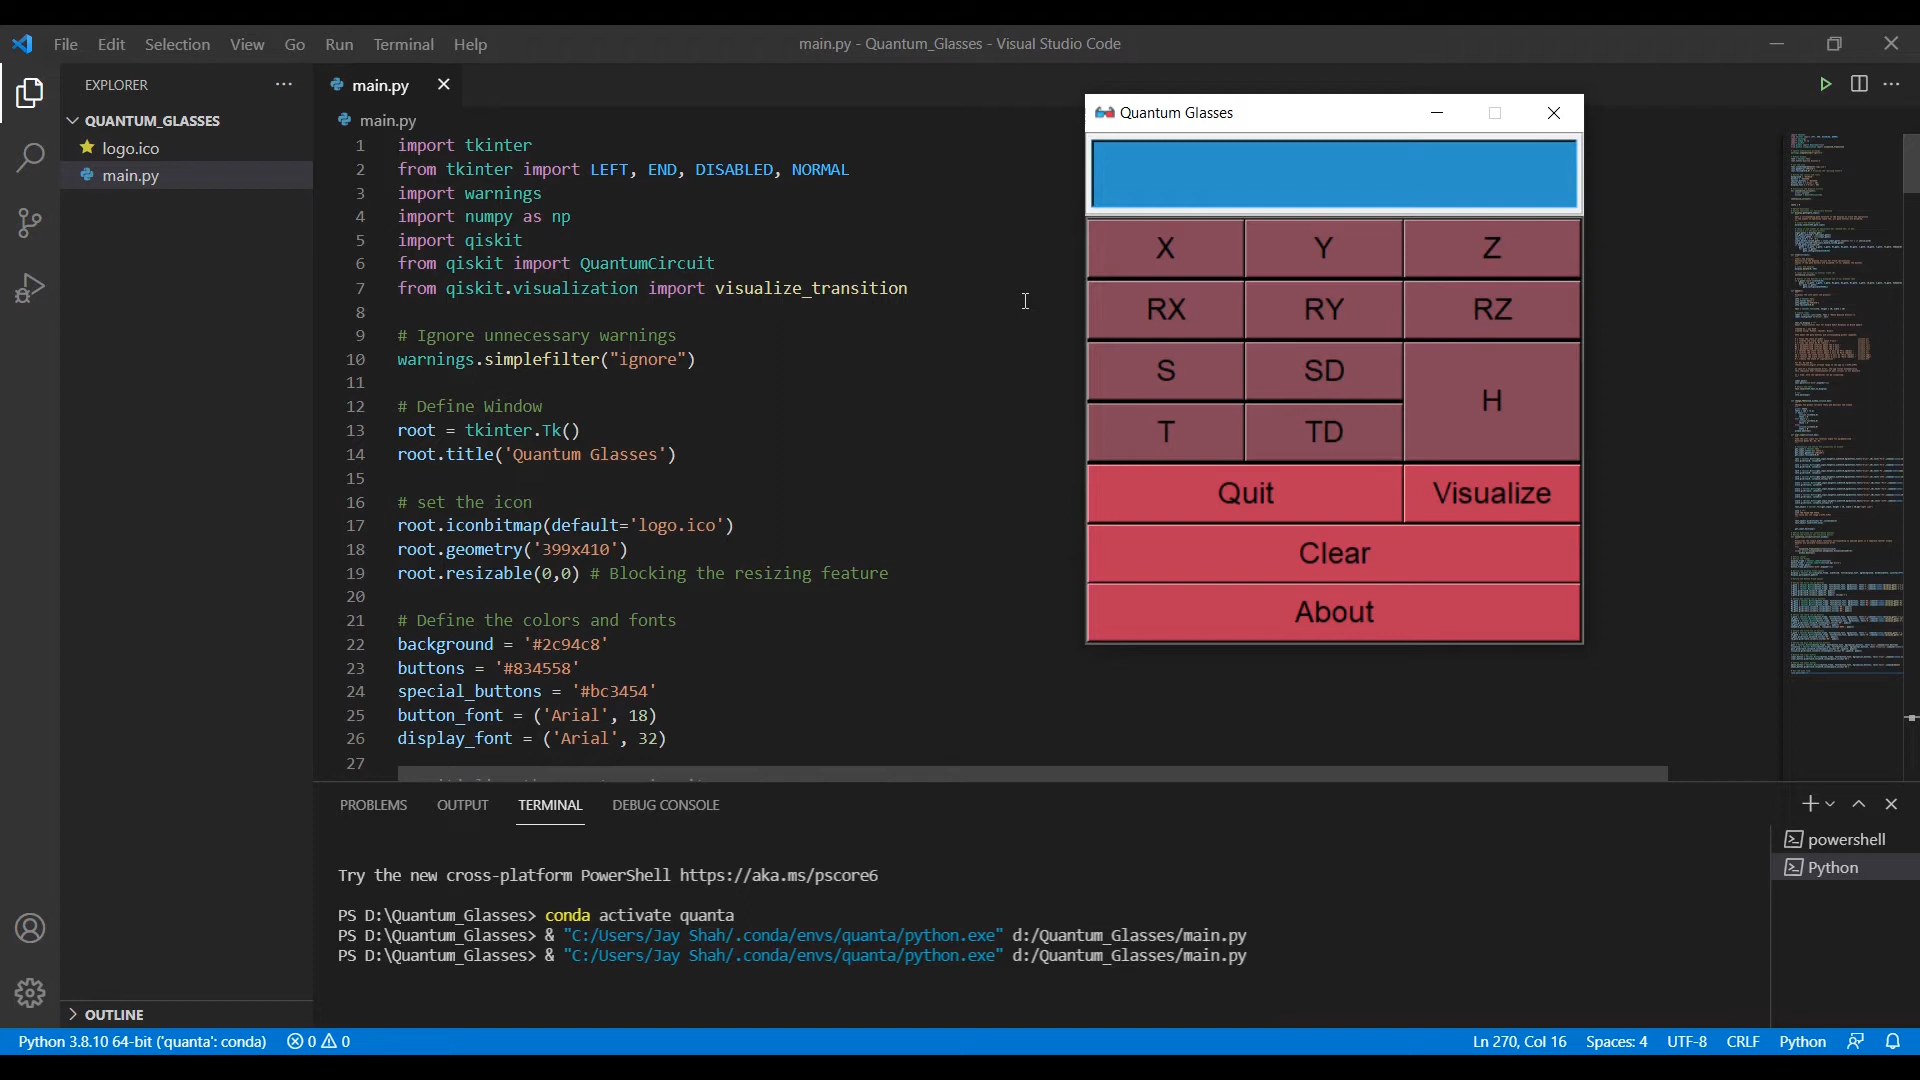 File Edit Selection View Go Run Terminal Help
main.py - Quantum_Glasses - Visual Studio Code
EXPLORER
QUANTUM_GLASSES
logo.ico
main.py
OUTLINE
main.py
main.py
1 import tkinter
2 from tkinter import LEFT, END, DISABLED, NORMAL
3 import warnings
4 import numpy as np
5 import qiskit
6 from qiskit import QuantumCircuit
7 from qiskit.visualization import visualize_transition
8
9 # Ignore unnecessary warnings
10 warnings.simplefilter("ignore")
11
12 # Define Window
13 root = tkinter.Tk()
14 root.title('Quantum Glasses')
15
16 # set the icon
17 root.iconbitmap(default='logo.ico')
18 root.geometry('399x410')
19 root.resizable(0,0) # Blocking the resizing feature
20
21 # Define the colors and fonts
22 background = '#2c94c8'
23 buttons = '#834558'
24 special_buttons = '#bc3454'
25 button_font = ('Arial', 18)
26 display_font = ('Arial', 32)
27
Quantum Glasses
X Y Z
RX RY RZ
S SD H
T TD
Quit Visualize
Clear
About
PROBLEMS OUTPUT TERMINAL DEBUG CONSOLE
Try the new cross-platform PowerShell https://aka.ms/pscore6
PS D:\Quantum_Glasses> conda activate quanta
PS D:\Quantum_Glasses> & "C:/Users/Jay Shah/.conda/envs/quanta/python.exe" d:/Quantum_Glasses/main.py
PS D:\Quantum_Glasses> & "C:/Users/Jay Shah/.conda/envs/quanta/python.exe" d:/Quantum_Glasses/main.py
powershell
Python
Python 3.8.10 64-bit ('quanta': conda) 0 0 Ln 270, Col 16 Spaces: 4 UTF-8 CRLF Python